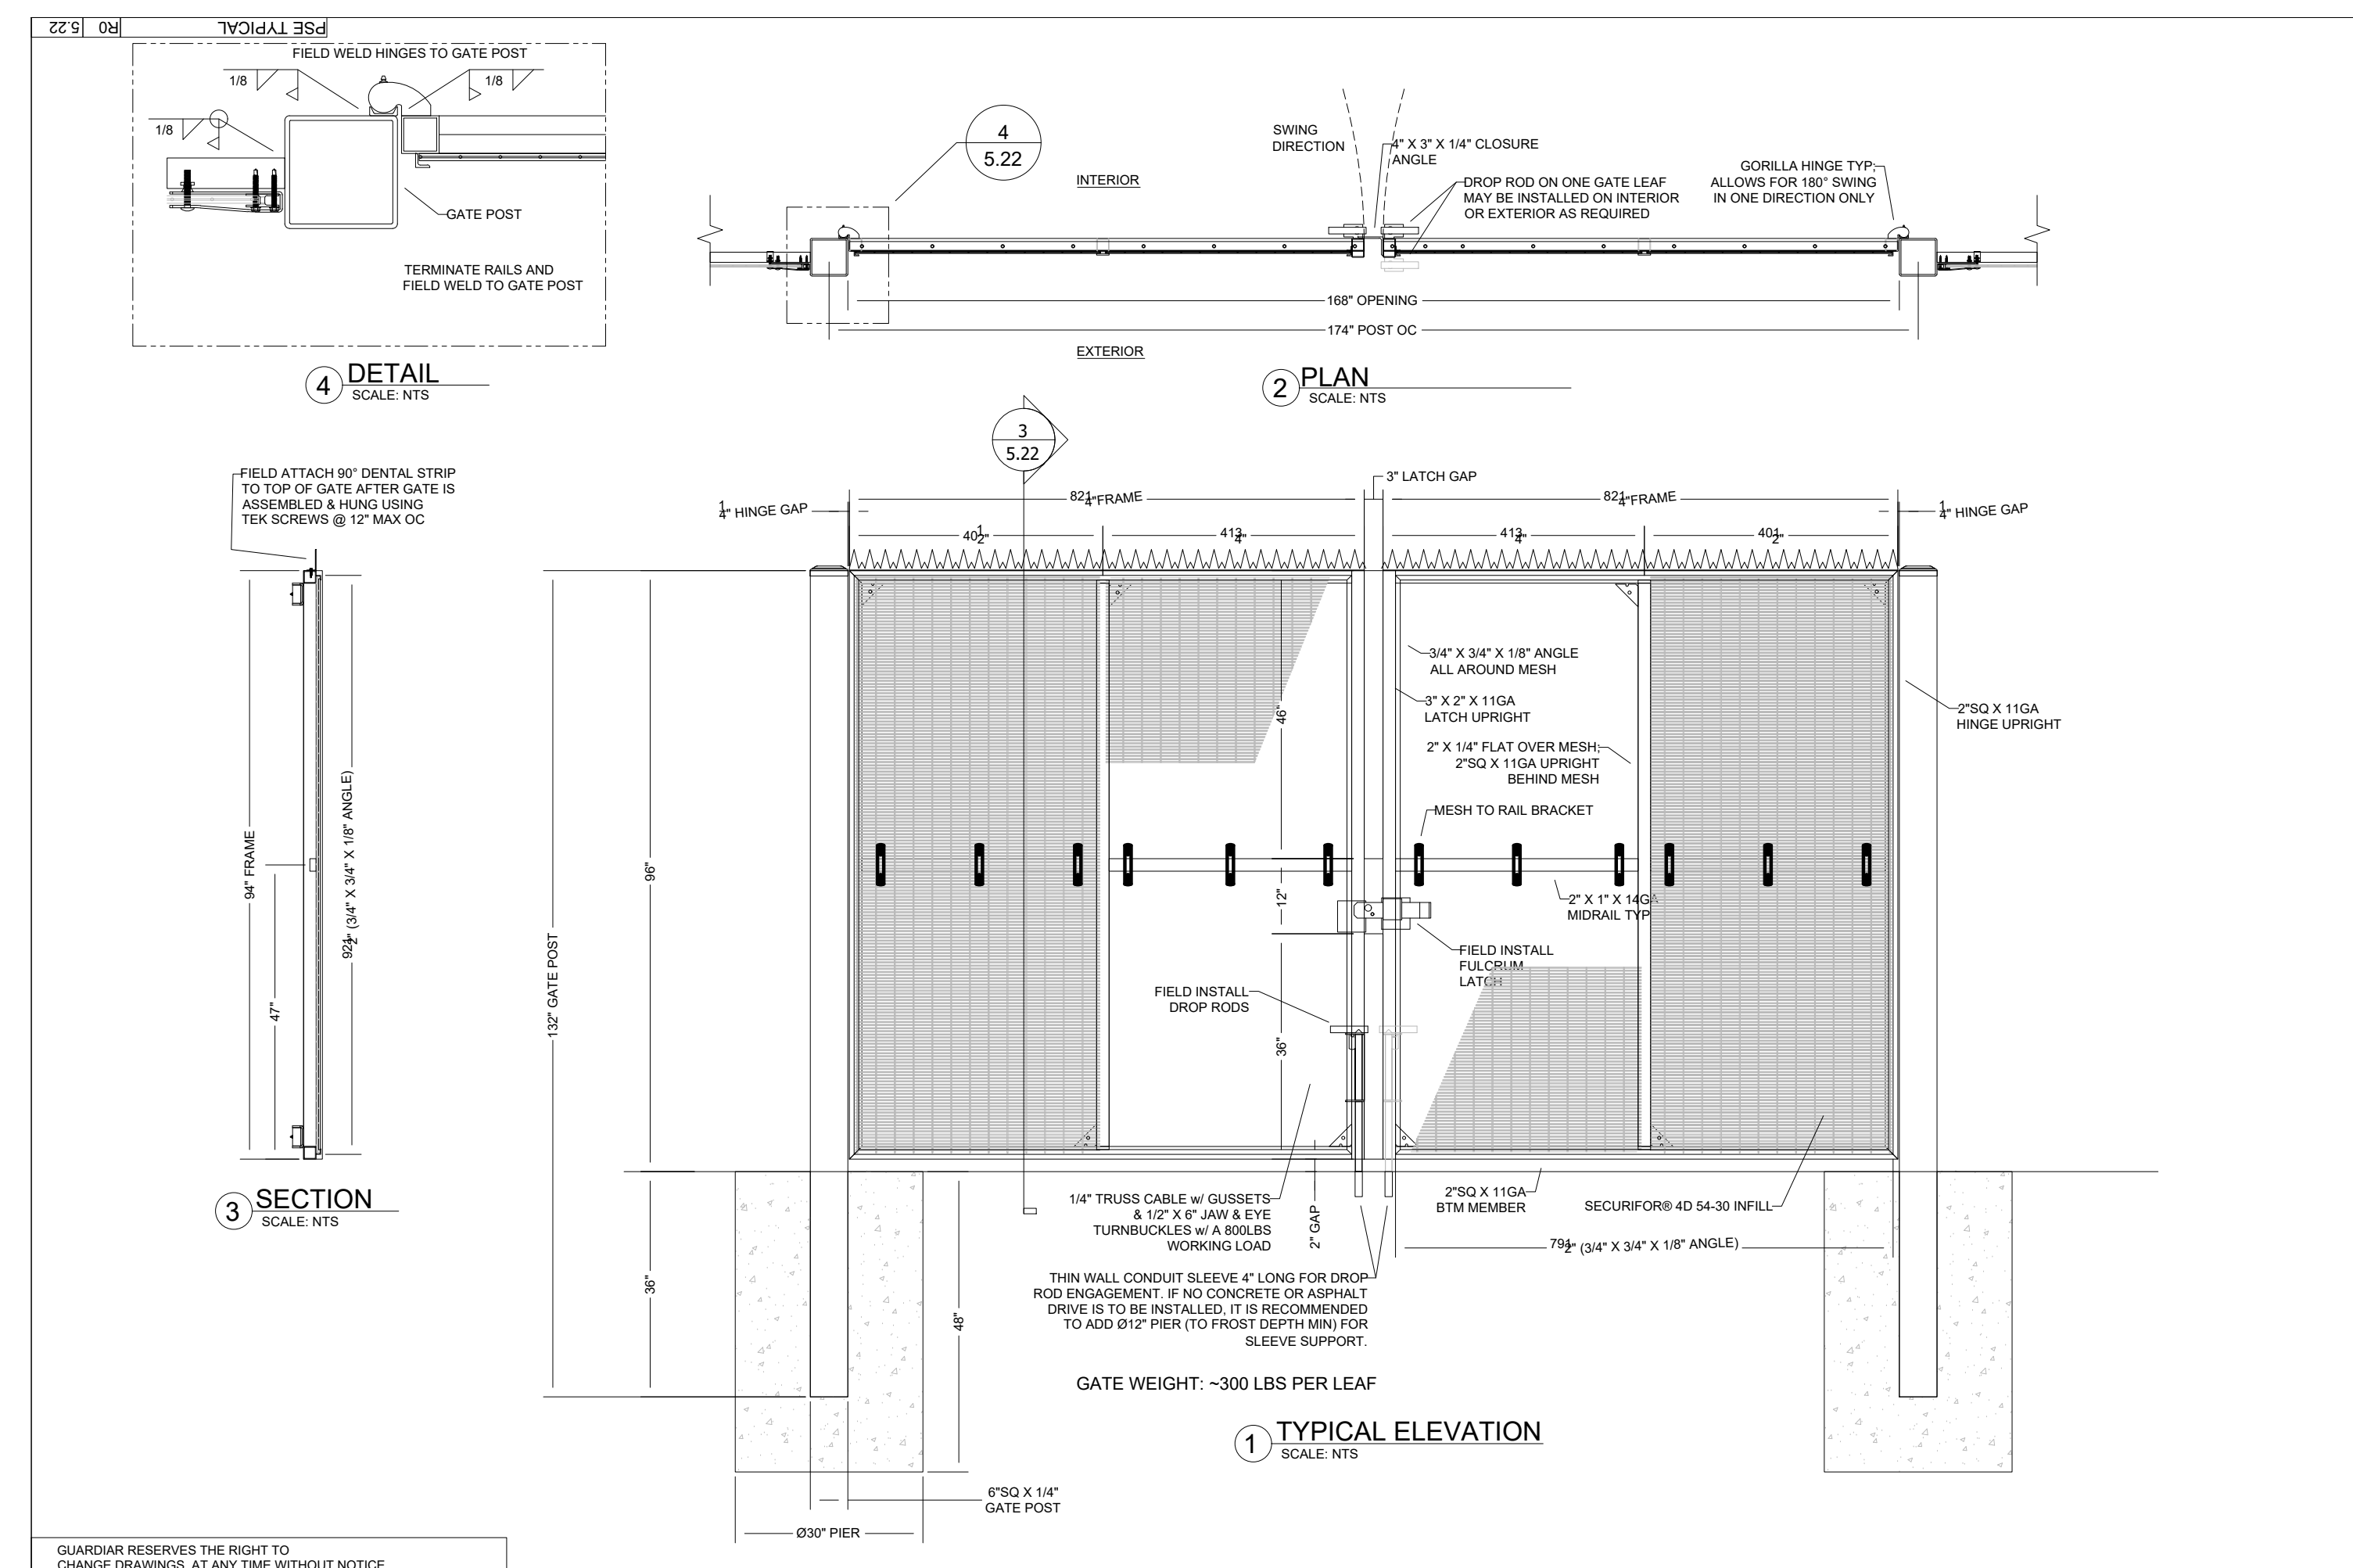 PSE TYPICAL
R0
5.22
FIELD WELD HINGES TO GATE POST
1/8
1/8
1/8
GATE POST
TERMINATE RAILS AND
FIELD WELD TO GATE POST
4
DETAIL
SCALE: NTS
4
5.22
INTERIOR
SWING
DIRECTION
4" X 3" X 1/4" CLOSURE
ANGLE
DROP ROD ON ONE GATE LEAF
MAY BE INSTALLED ON INTERIOR
OR EXTERIOR AS REQUIRED
GORILLA HINGE TYP;
ALLOWS FOR 180° SWING
IN ONE DIRECTION ONLY
168" OPENING
174" POST OC
EXTERIOR
2
PLAN
SCALE: NTS
3
5.22
FIELD ATTACH 90° DENTAL STRIP
TO TOP OF GATE AFTER GATE IS
ASSEMBLED & HUNG USING
TEK SCREWS @ 12" MAX OC
94" FRAME
47"
92 1/2" (3/4" X 3/4" X 1/8" ANGLE)
3
SECTION
SCALE: NTS
3" LATCH GAP
1/4" HINGE GAP
82 1/4" FRAME
82 1/4" FRAME
1/4" HINGE GAP
40 1/2"
41 3/4"
41 3/4"
40 1/2"
132" GATE POST
96"
36"
46"
12"
36"
3/4" X 3/4" X 1/8" ANGLE
ALL AROUND MESH
3" X 2" X 11GA
LATCH UPRIGHT
2" X 1/4" FLAT OVER MESH;
2"SQ X 11GA UPRIGHT
BEHIND MESH
MESH TO RAIL BRACKET
2"SQ X 11GA
HINGE UPRIGHT
2" X 1" X 14GA
MIDRAIL TYP
FIELD INSTALL
FULCRUM
LATCH
FIELD INSTALL
DROP RODS
1/4" TRUSS CABLE w/ GUSSETS
& 1/2" X 6" JAW & EYE
TURNBUCKLES w/ A 800LBS
WORKING LOAD
2" GAP
2"SQ X 11GA
BTM MEMBER
SECURIFOR® 4D 54-30 INFILL
79 1/2" (3/4" X 3/4" X 1/8" ANGLE)
THIN WALL CONDUIT SLEEVE 4" LONG FOR DROP
ROD ENGAGEMENT. IF NO CONCRETE OR ASPHALT
DRIVE IS TO BE INSTALLED, IT IS RECOMMENDED
TO ADD Ø12" PIER (TO FROST DEPTH MIN) FOR
SLEEVE SUPPORT.
48"
GATE WEIGHT: ~300 LBS PER LEAF
1
TYPICAL ELEVATION
SCALE: NTS
6"SQ X 1/4"
GATE POST
Ø30" PIER
GUARDIAR RESERVES THE RIGHT TO
CHANGE DRAWINGS, AT ANY TIME WITHOUT NOTICE